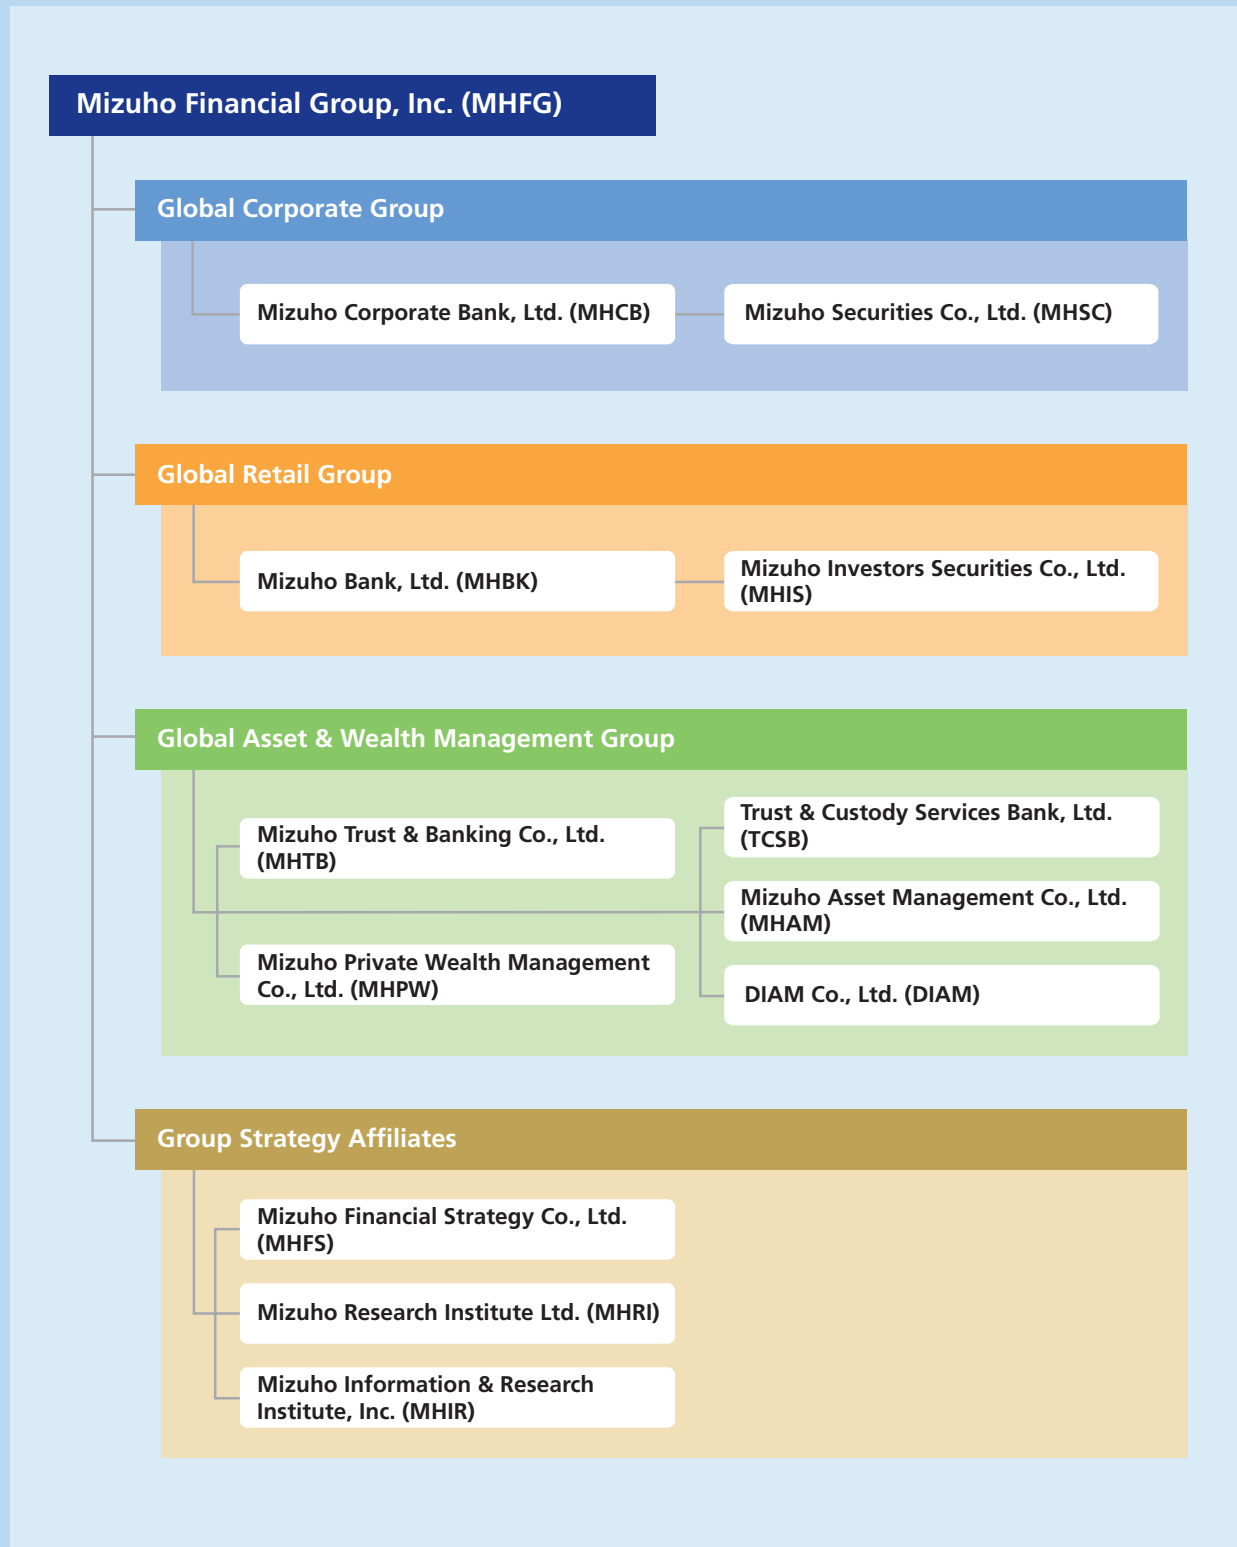 Mizuho Financial Group, Inc. (MHFG)
Global Corporate Group
Mizuho Corporate Bank, Ltd. (MHCB)
Mizuho Securities Co., Ltd. (MHSC)
Global Retail Group
Mizuho Bank, Ltd. (MHBK)
Mizuho Investors Securities Co., Ltd.
(MHIS)
Global Asset & Wealth Management Group
Mizuho Trust & Banking Co., Ltd.
(MHTB)
Mizuho Private Wealth Management
Co., Ltd. (MHPW)
Trust & Custody Services Bank, Ltd.
(TCSB)
Mizuho Asset Management Co., Ltd.
(MHAM)
DIAM Co., Ltd. (DIAM)
Group Strategy Affiliates
Mizuho Financial Strategy Co., Ltd.
(MHFS)
Mizuho Research Institute Ltd. (MHRI)
Mizuho Information & Research
Institute, Inc. (MHIR)